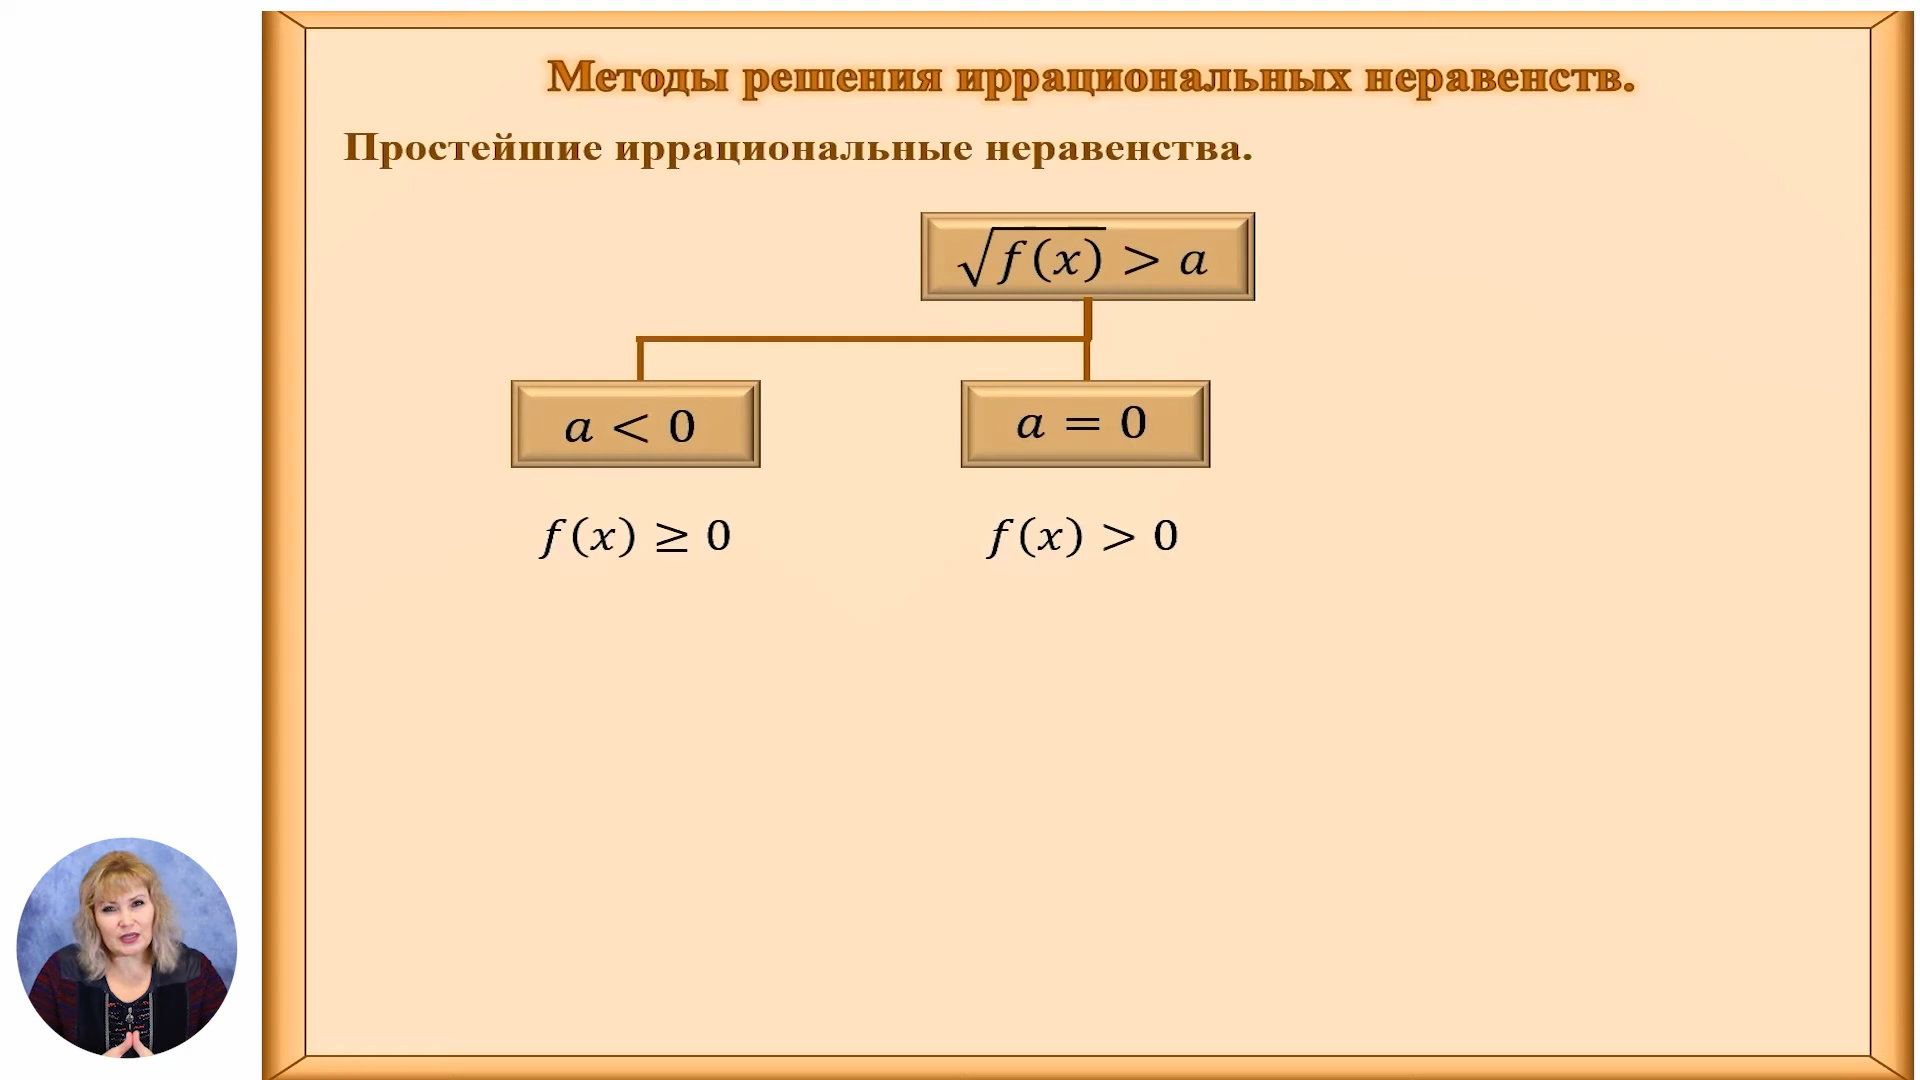 Методы решения иррациональных неравенств.
Простейшие иррациональные неравенства.
√f(x) > a
a < 0
a = 0
f(x) ≥ 0
f(x) > 0